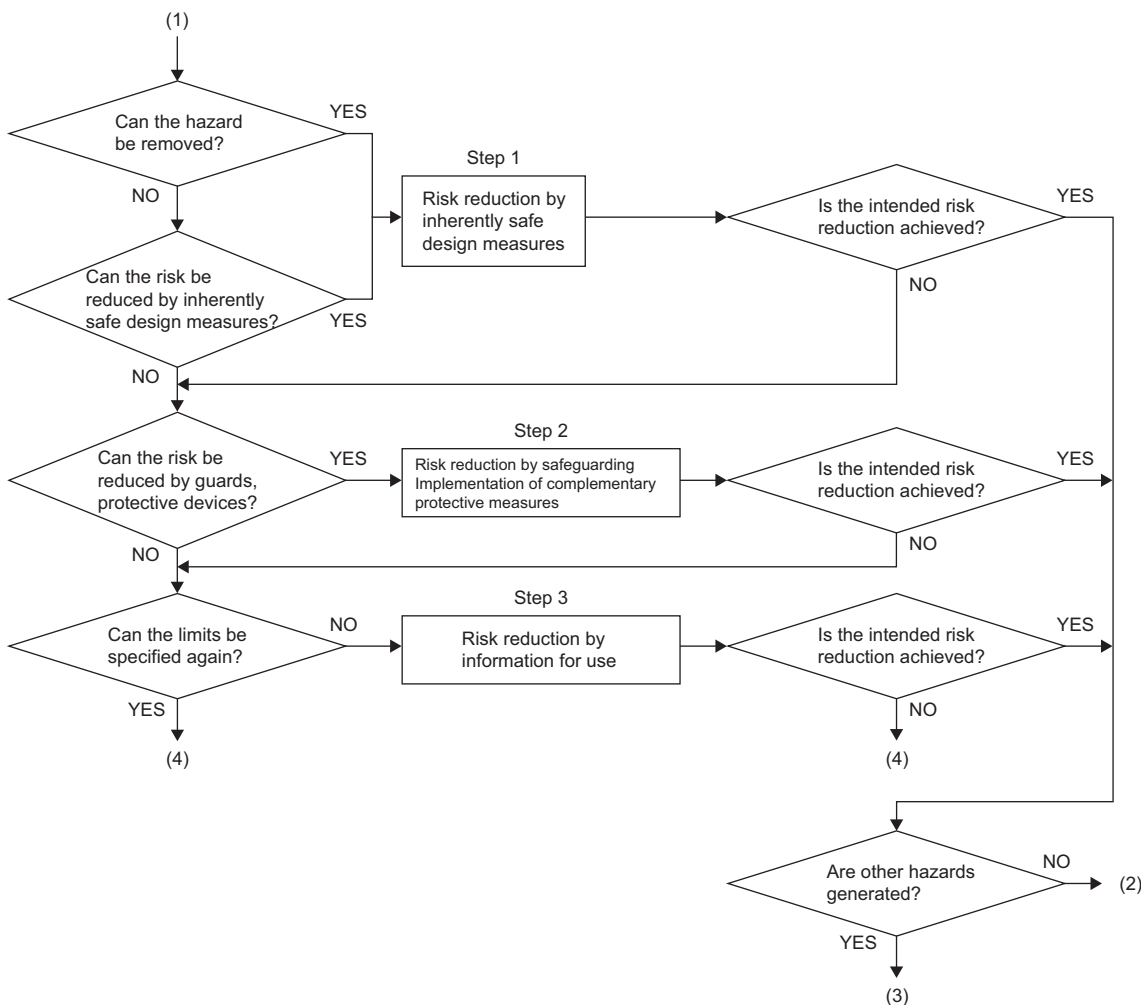 (1)
Can the hazard
be removed?
YES
NO
Step 1
Risk reduction by
inherently safe
design measures
Is the intended risk
reduction achieved?
YES
NO
Can the risk be
reduced by inherently
safe design measures?
YES
NO
Can the risk be
reduced by guards,
protective devices?
YES
NO
Step 2
Risk reduction by safeguarding
Implementation of complementary
protective measures
Is the intended risk
reduction achieved?
YES
NO
Can the limits be
specified again?
NO
YES
(4)
Step 3
Risk reduction by
information for use
Is the intended risk
reduction achieved?
YES
NO
(4)
Are other hazards
generated?
NO
(2)
YES
(3)